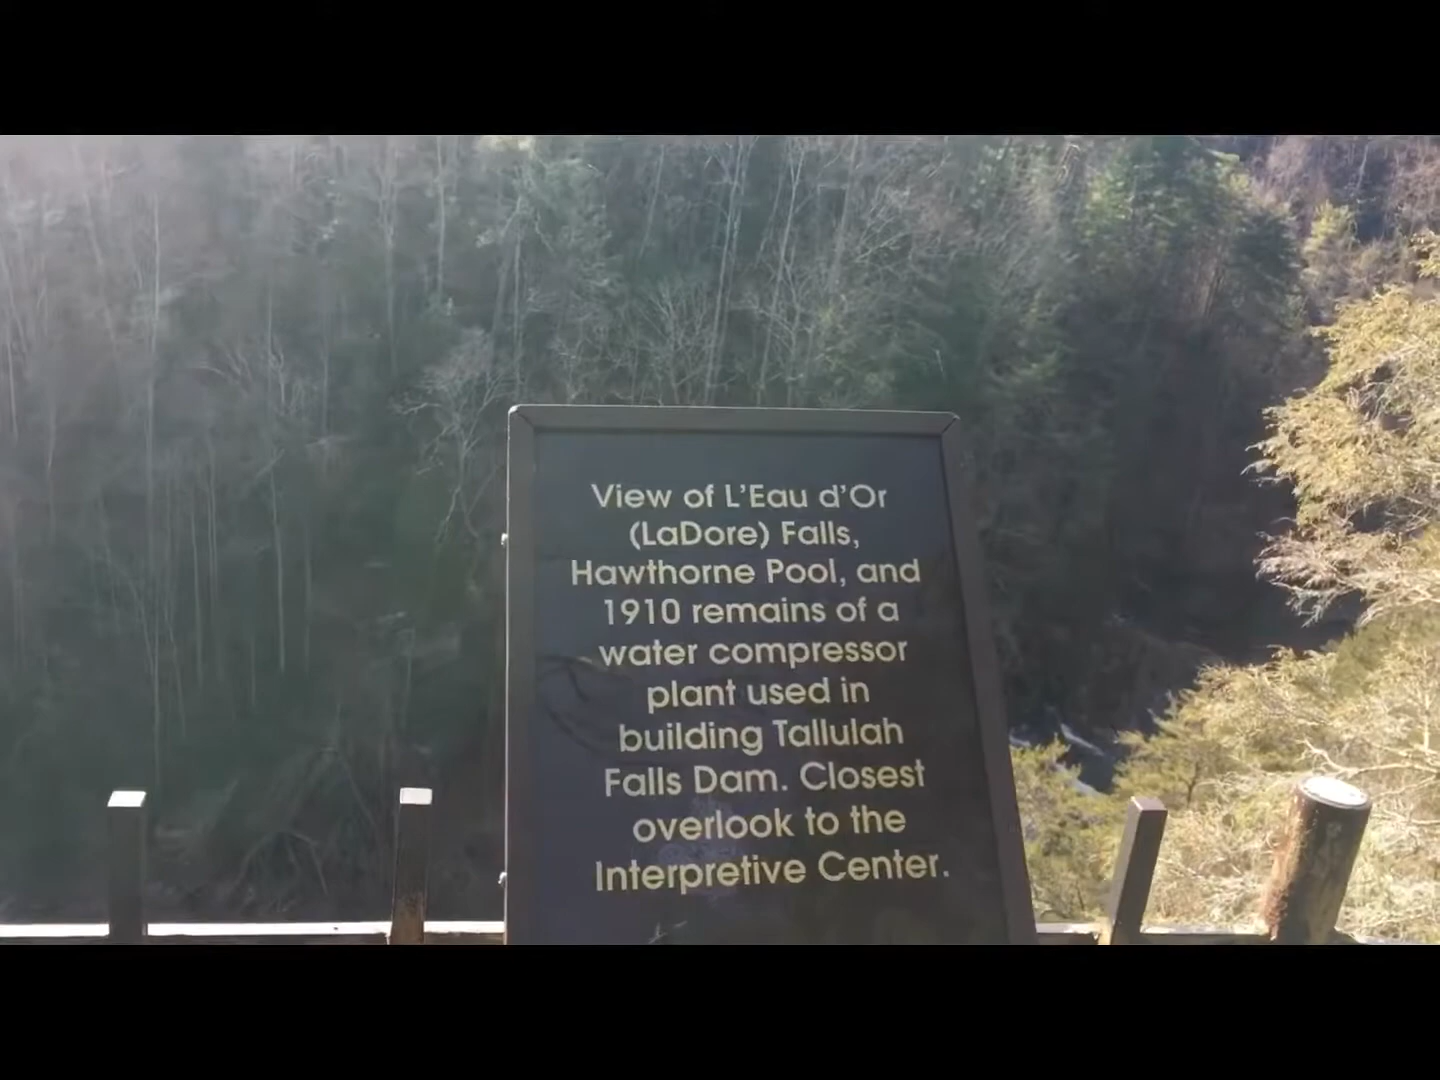 View of L'Eau d'Or
(LaDore) Falls,
Hawthorne Pool, and
1910 remains of a
water compressor
plant used in
building Tallulah
Falls Dam. Closest
overlook to the
Interpretive Center.